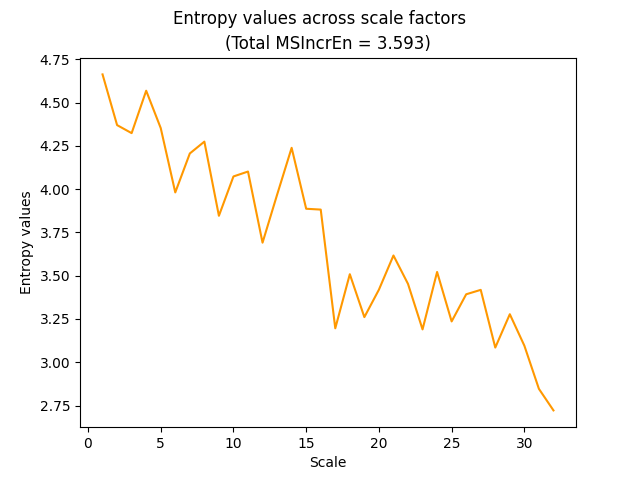 Entropy values across scale factors
(Total MSIncrEn = 3.593)
4.75
4.50
4.25
4.00
3.75
3.50
3.25
3.00
2.75
Entropy values
0 5 10 15 20 25 30
Scale